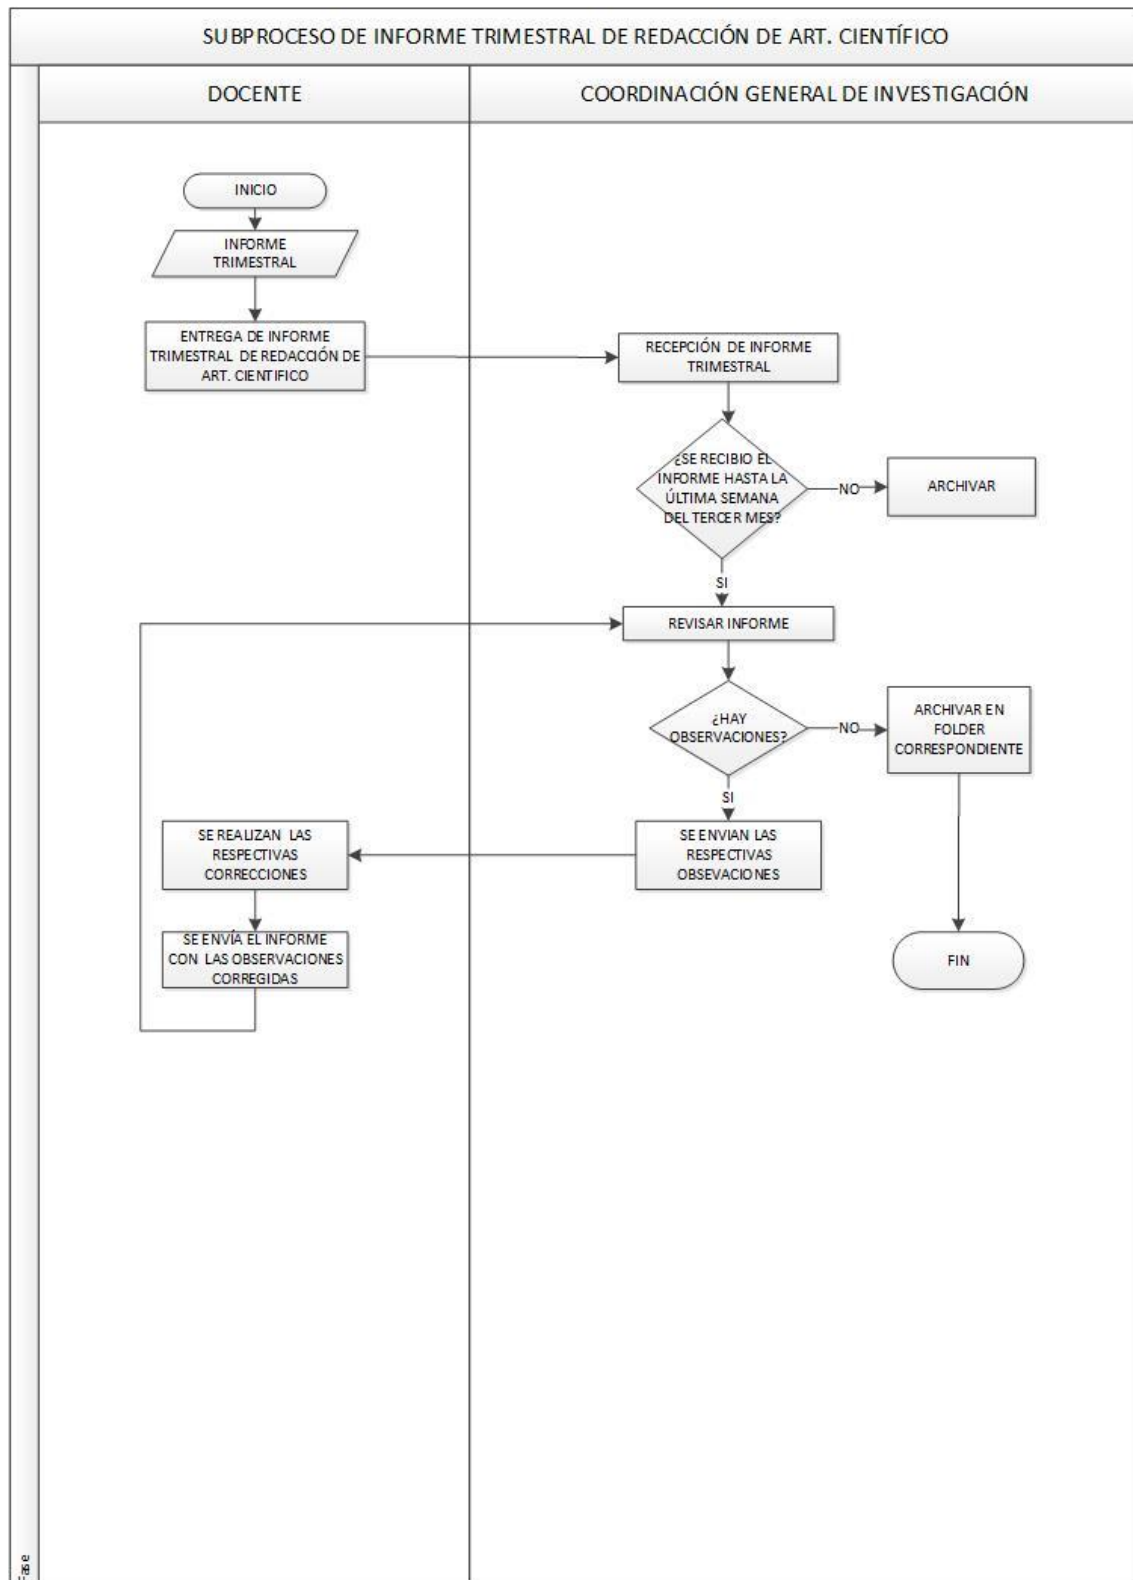 SUBPROCESO DE INFORME TRIMESTRAL DE REDACCIÓN DE ART. CIENTÍFICO
DOCENTE
COORDINACIÓN GENERAL DE INVESTIGACIÓN
INICIO
INFORME
TRIMESTRAL
ENTREGA DE INFORME
TRIMESTRAL DE REDACCIÓN DE
ART. CIENTIFICO
RECEPCIÓN DE INFORME
TRIMESTRAL
¿SE RECIBIO EL
INFORME HASTA LA
ÚLTIMA SEMANA
DEL TERCER MES?
NO
ARCHIVAR
SI
REVISAR INFORME
¿HAY
OBSERVACIONES?
NO
ARCHIVAR EN
FOLDER
CORRESPONDIENTE
SI
SE ENVIAN LAS
RESPECTIVAS
OBSEVACIONES
SE REALIZAN LAS
RESPECTIVAS
CORRECCIONES
SE ENVÍA EL INFORME
CON LAS OBSERVACIONES
CORREGIDAS
FIN
Fase